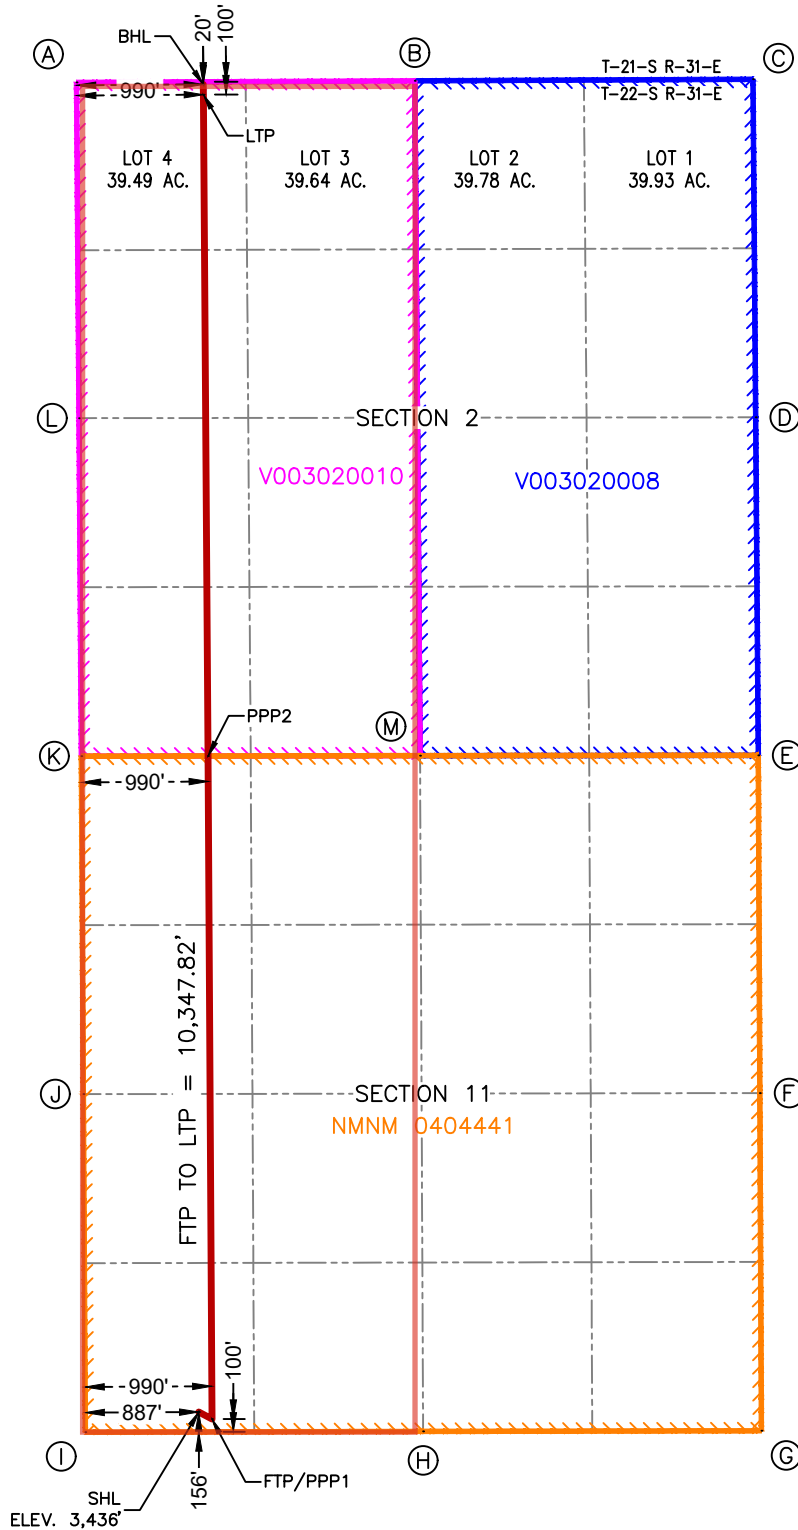 A
B
C
BHL
20'
100'
T-21-S R-31-E
T-22-S R-31-E
990'
LTP
LOT 4
39.49 AC.
LOT 3
39.64 AC.
LOT 2
39.78 AC.
LOT 1
39.93 AC.
L
SECTION 2
D
V003020010
V003020008
PPP2
M
K
E
990'
FTP TO LTP = 10,347.82'
J
SECTION 11
F
NMNM 0404441
990'
100'
887'
I
H
G
156'
FTP/PPP1
SHL
ELEV. 3,436'